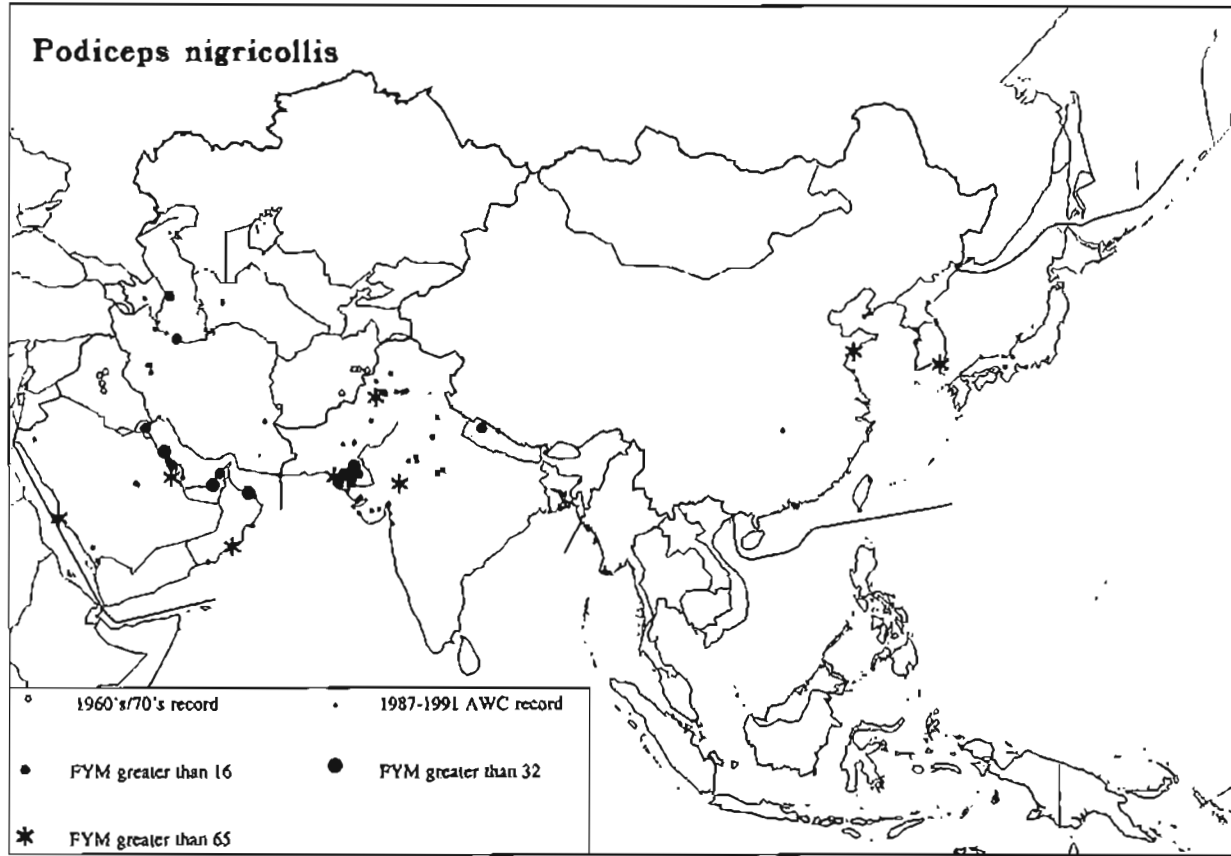 Podiceps nigricollis
1960's/70's record
1987-1991 AWC record
FYM greater than 16
FYM greater than 32
FYM greater than 65